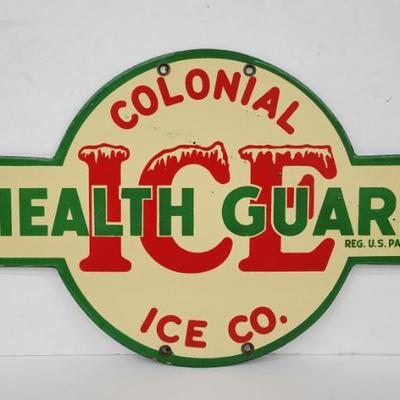 COLONIAL
ICE
HEALTH GUAR
REG. U.S. PA
ICE CO.